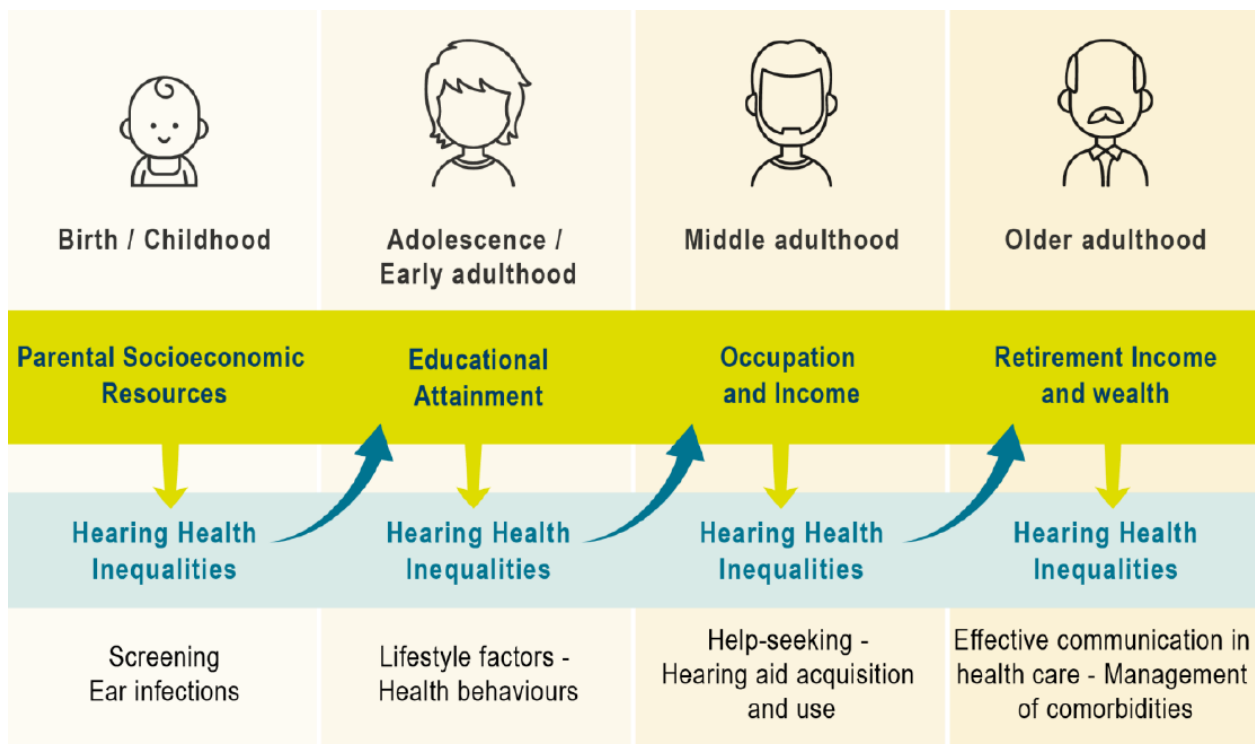 Birth / Childhood
Adolescence /
Early adulthood
Middle adulthood
Older adulthood
Parental Socioeconomic
Resources
Educational
Attainment
Occupation
and Income
Retirement Income
and wealth
Hearing Health
Inequalities
Hearing Health
Inequalities
Hearing Health
Inequalities
Hearing Health
Inequalities
Screening
Ear infections
Lifestyle factors -
Health behaviours
Help-seeking -
Hearing aid acquisition
and use
Effective communication in
health care - Management
of comorbidities